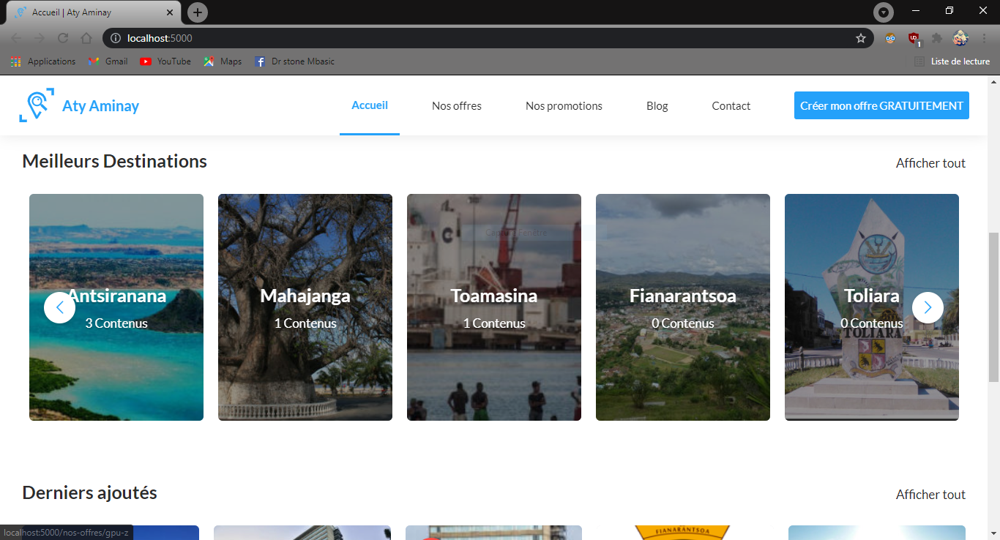 Accueil | Aty Aminay
localhost:5000
1
Applications
Gmail
YouTube
Maps
Dr stone Mbasic
Liste de lecture
Aty Aminay
Accueil
Nos offres
Nos promotions
Blog
Contact
Créer mon offre GRATUITEMENT
Meilleurs Destinations
Afficher tout
Capture Fenêtre
Antsiranana
3 Contenus
Mahajanga
1 Contenus
Toamasina
1 Contenus
Fianarantsoa
0 Contenus
Toliara
0 Contenus
TOLIARA
Derniers ajoutés
Afficher tout
FIANARANTSOA
localhost:5000/nos-offres/gpu-z